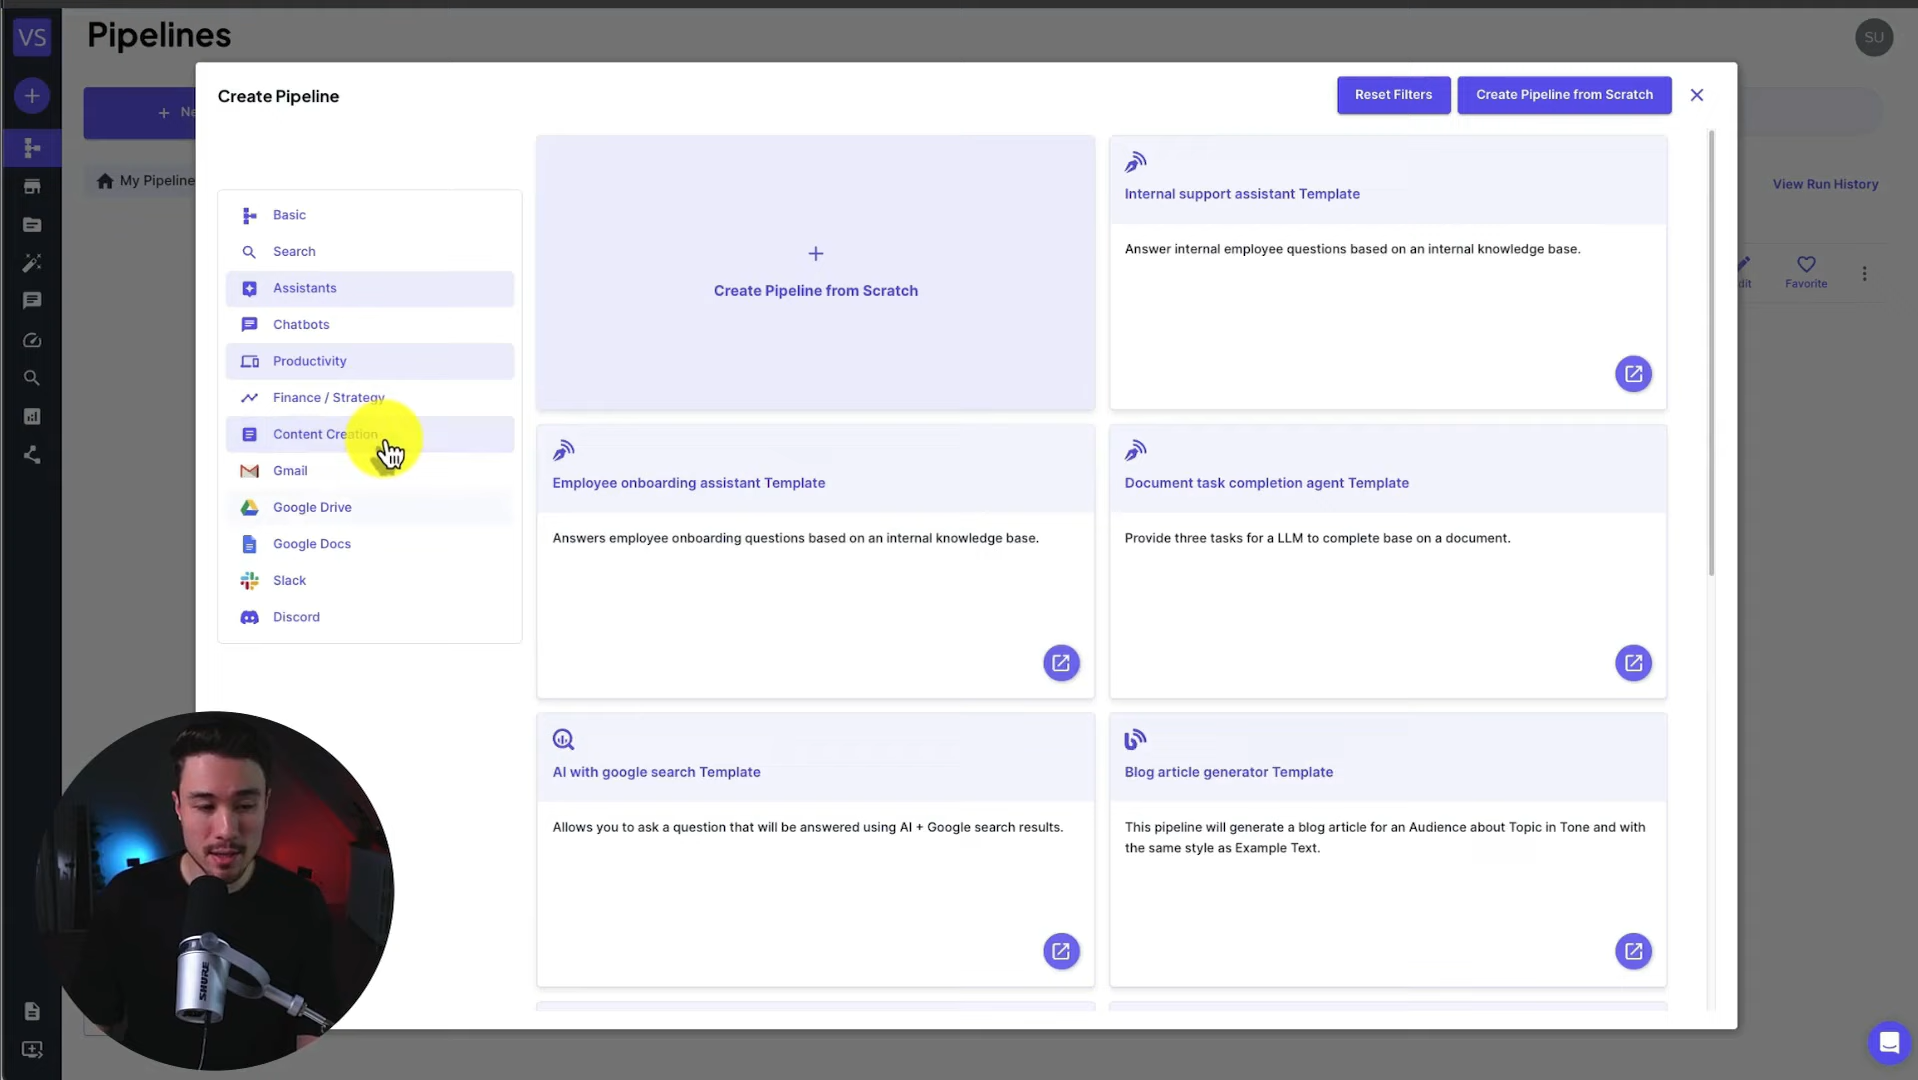 VS
Pipelines
SU
Create Pipeline
Reset Filters
Create Pipeline from Scratch
My Pipeline
View Run History
Basic
Search
Assistants
Chatbots
Productivity
Finance / Strategy
Content Creation
Gmail
Google Drive
Google Docs
Slack
Discord
Create Pipeline from Scratch
Internal support assistant Template
Answer internal employee questions based on an internal knowledge base.
Favorite
Employee onboarding assistant Template
Answers employee onboarding questions based on an internal knowledge base.
Document task completion agent Template
Provide three tasks for a LLM to complete base on a document.
AI with google search Template
Allows you to ask a question that will be answered using AI + Google search results.
Blog article generator Template
This pipeline will generate a blog article for an Audience about Topic in Tone and with
the same style as Example Text.
SHURE